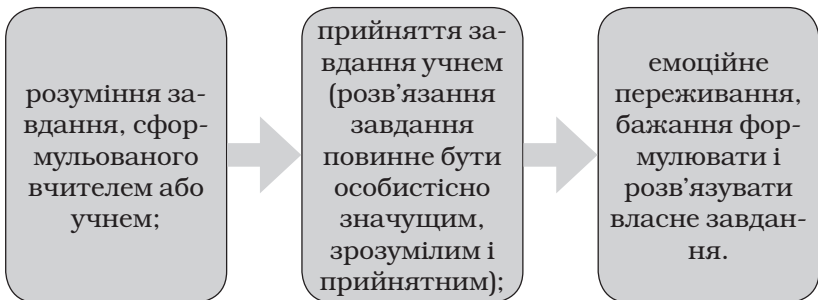 розуміння за-
вдання, сфор-
мульованого
вчителем або
учнем;
прийняття за-
вдання учнем
(розв'язання
завдання
повинне бути
особистісно
значущим,
зрозумілим і
прийнятним);
емоційне
переживання,
бажання фор-
мулювати і
розв'язувати
власне завдан-
ня.